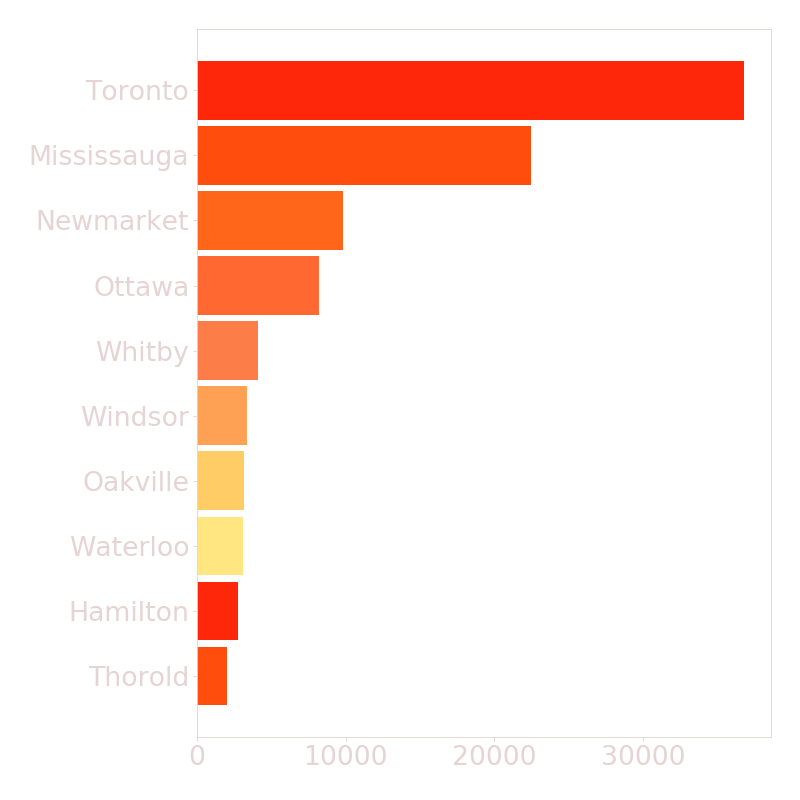 Toronto
Mississauga
Newmarket
Ottawa
Whitby
Windsor
Oakville
Waterloo
Hamilton
Thorold
0 10000 20000 30000